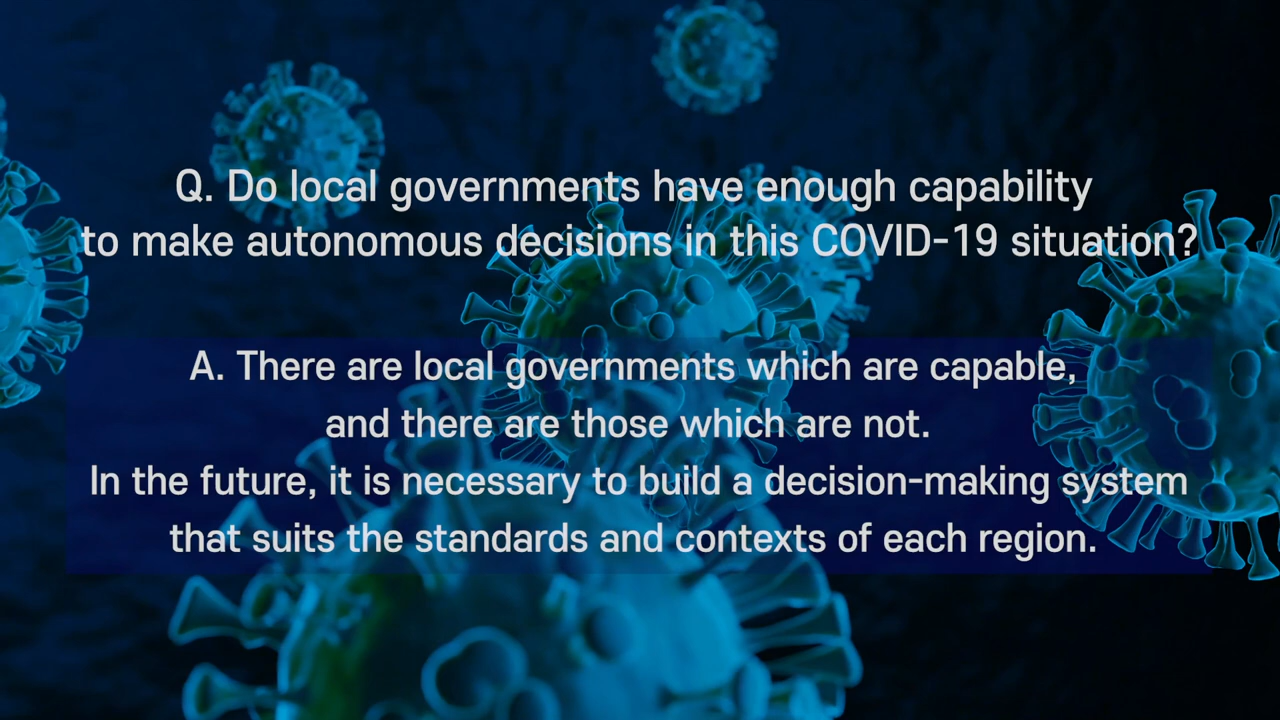 Q. Do local governments have enough capability
to make autonomous decisions in this COVID-19 situation?
A. There are local governments which are capable,
and there are those which are not.
In the future, it is necessary to build a decision-making system
that suits the standards and contexts of each region.